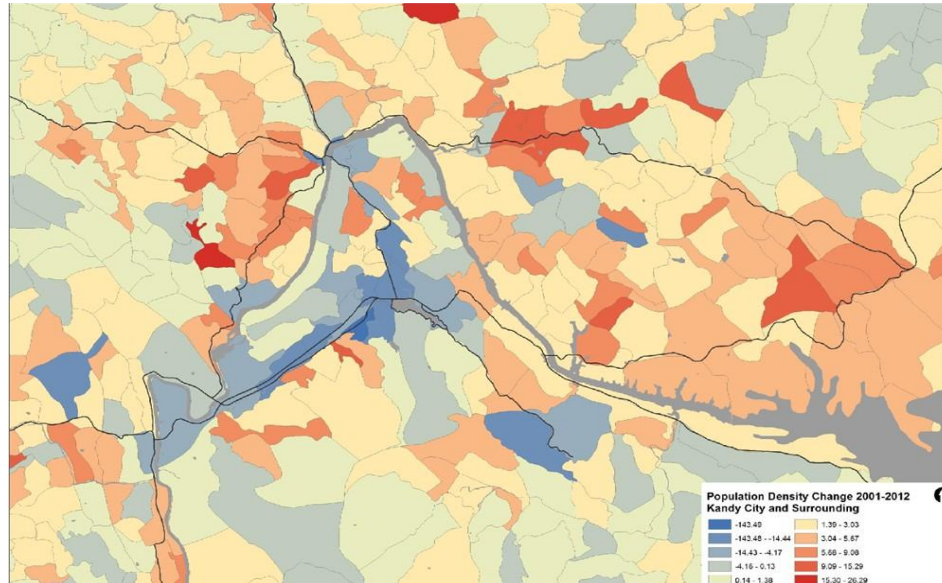 Population Density Change 2001-2012
Kandy City and Surrounding
-143.49
-143.48 - -14.44
-14.43 - -4.17
-4.16 - 0.13
0.14 - 1.38
1.39 - 3.03
3.04 - 5.67
5.68 - 9.08
9.09 - 15.29
15.30 - 26.29